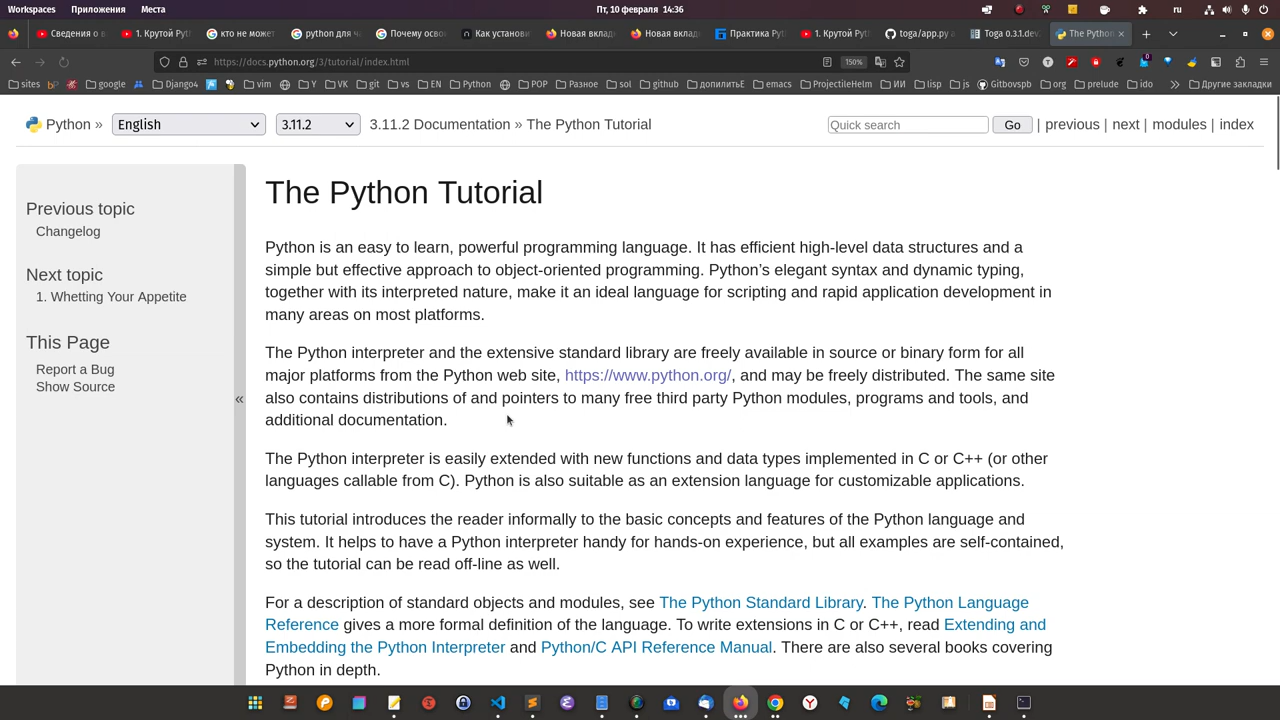 Workspaces Приложения Места Пт, 10 февраля 14:36 ru
Сведения о в 1. Крутой Pyt кто не может python для ча Почему осво Как установи Новая вкладк Новая вкладк Практика Pyt 1. Крутой Pyt toga/app.py a Toga 0.3.1.dev. The Python
https://docs.python.org/3/tutorial/index.html 150%
sites google Django4 vim Y VK git vs EN Python POP Разное sol github допилитьЕ emacs ProjectileHelm ИИ lisp js Gitbovspb org prelude ido Другие закладки
Python » English 3.11.2 3.11.2 Documentation » The Python Tutorial Quick search Go | previous | next | modules | index
Previous topic
Changelog
Next topic
1. Whetting Your Appetite
This Page
Report a Bug
Show Source
«
The Python Tutorial
Python is an easy to learn, powerful programming language. It has efficient high-level data structures and a
simple but effective approach to object-oriented programming. Python’s elegant syntax and dynamic typing,
together with its interpreted nature, make it an ideal language for scripting and rapid application development in
many areas on most platforms.
The Python interpreter and the extensive standard library are freely available in source or binary form for all
major platforms from the Python web site, https://www.python.org/, and may be freely distributed. The same site
also contains distributions of and pointers to many free third party Python modules, programs and tools, and
additional documentation.
The Python interpreter is easily extended with new functions and data types implemented in C or C++ (or other
languages callable from C). Python is also suitable as an extension language for customizable applications.
This tutorial introduces the reader informally to the basic concepts and features of the Python language and
system. It helps to have a Python interpreter handy for hands-on experience, but all examples are self-contained,
so the tutorial can be read off-line as well.
For a description of standard objects and modules, see The Python Standard Library. The Python Language
Reference gives a more formal definition of the language. To write extensions in C or C++, read Extending and
Embedding the Python Interpreter and Python/C API Reference Manual. There are also several books covering
Python in depth.